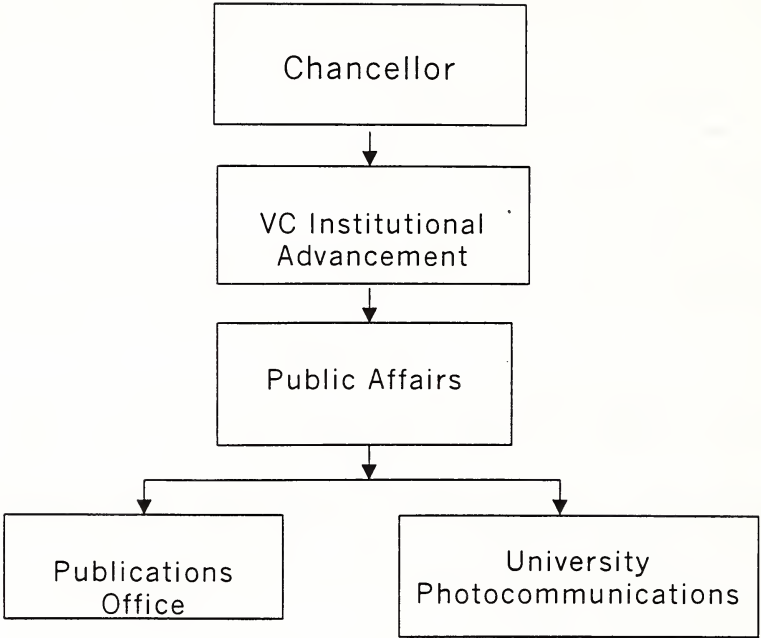 Chancellor
VC Institutional
Advancement
Public Affairs
Publications
Office
University
Photocommunications